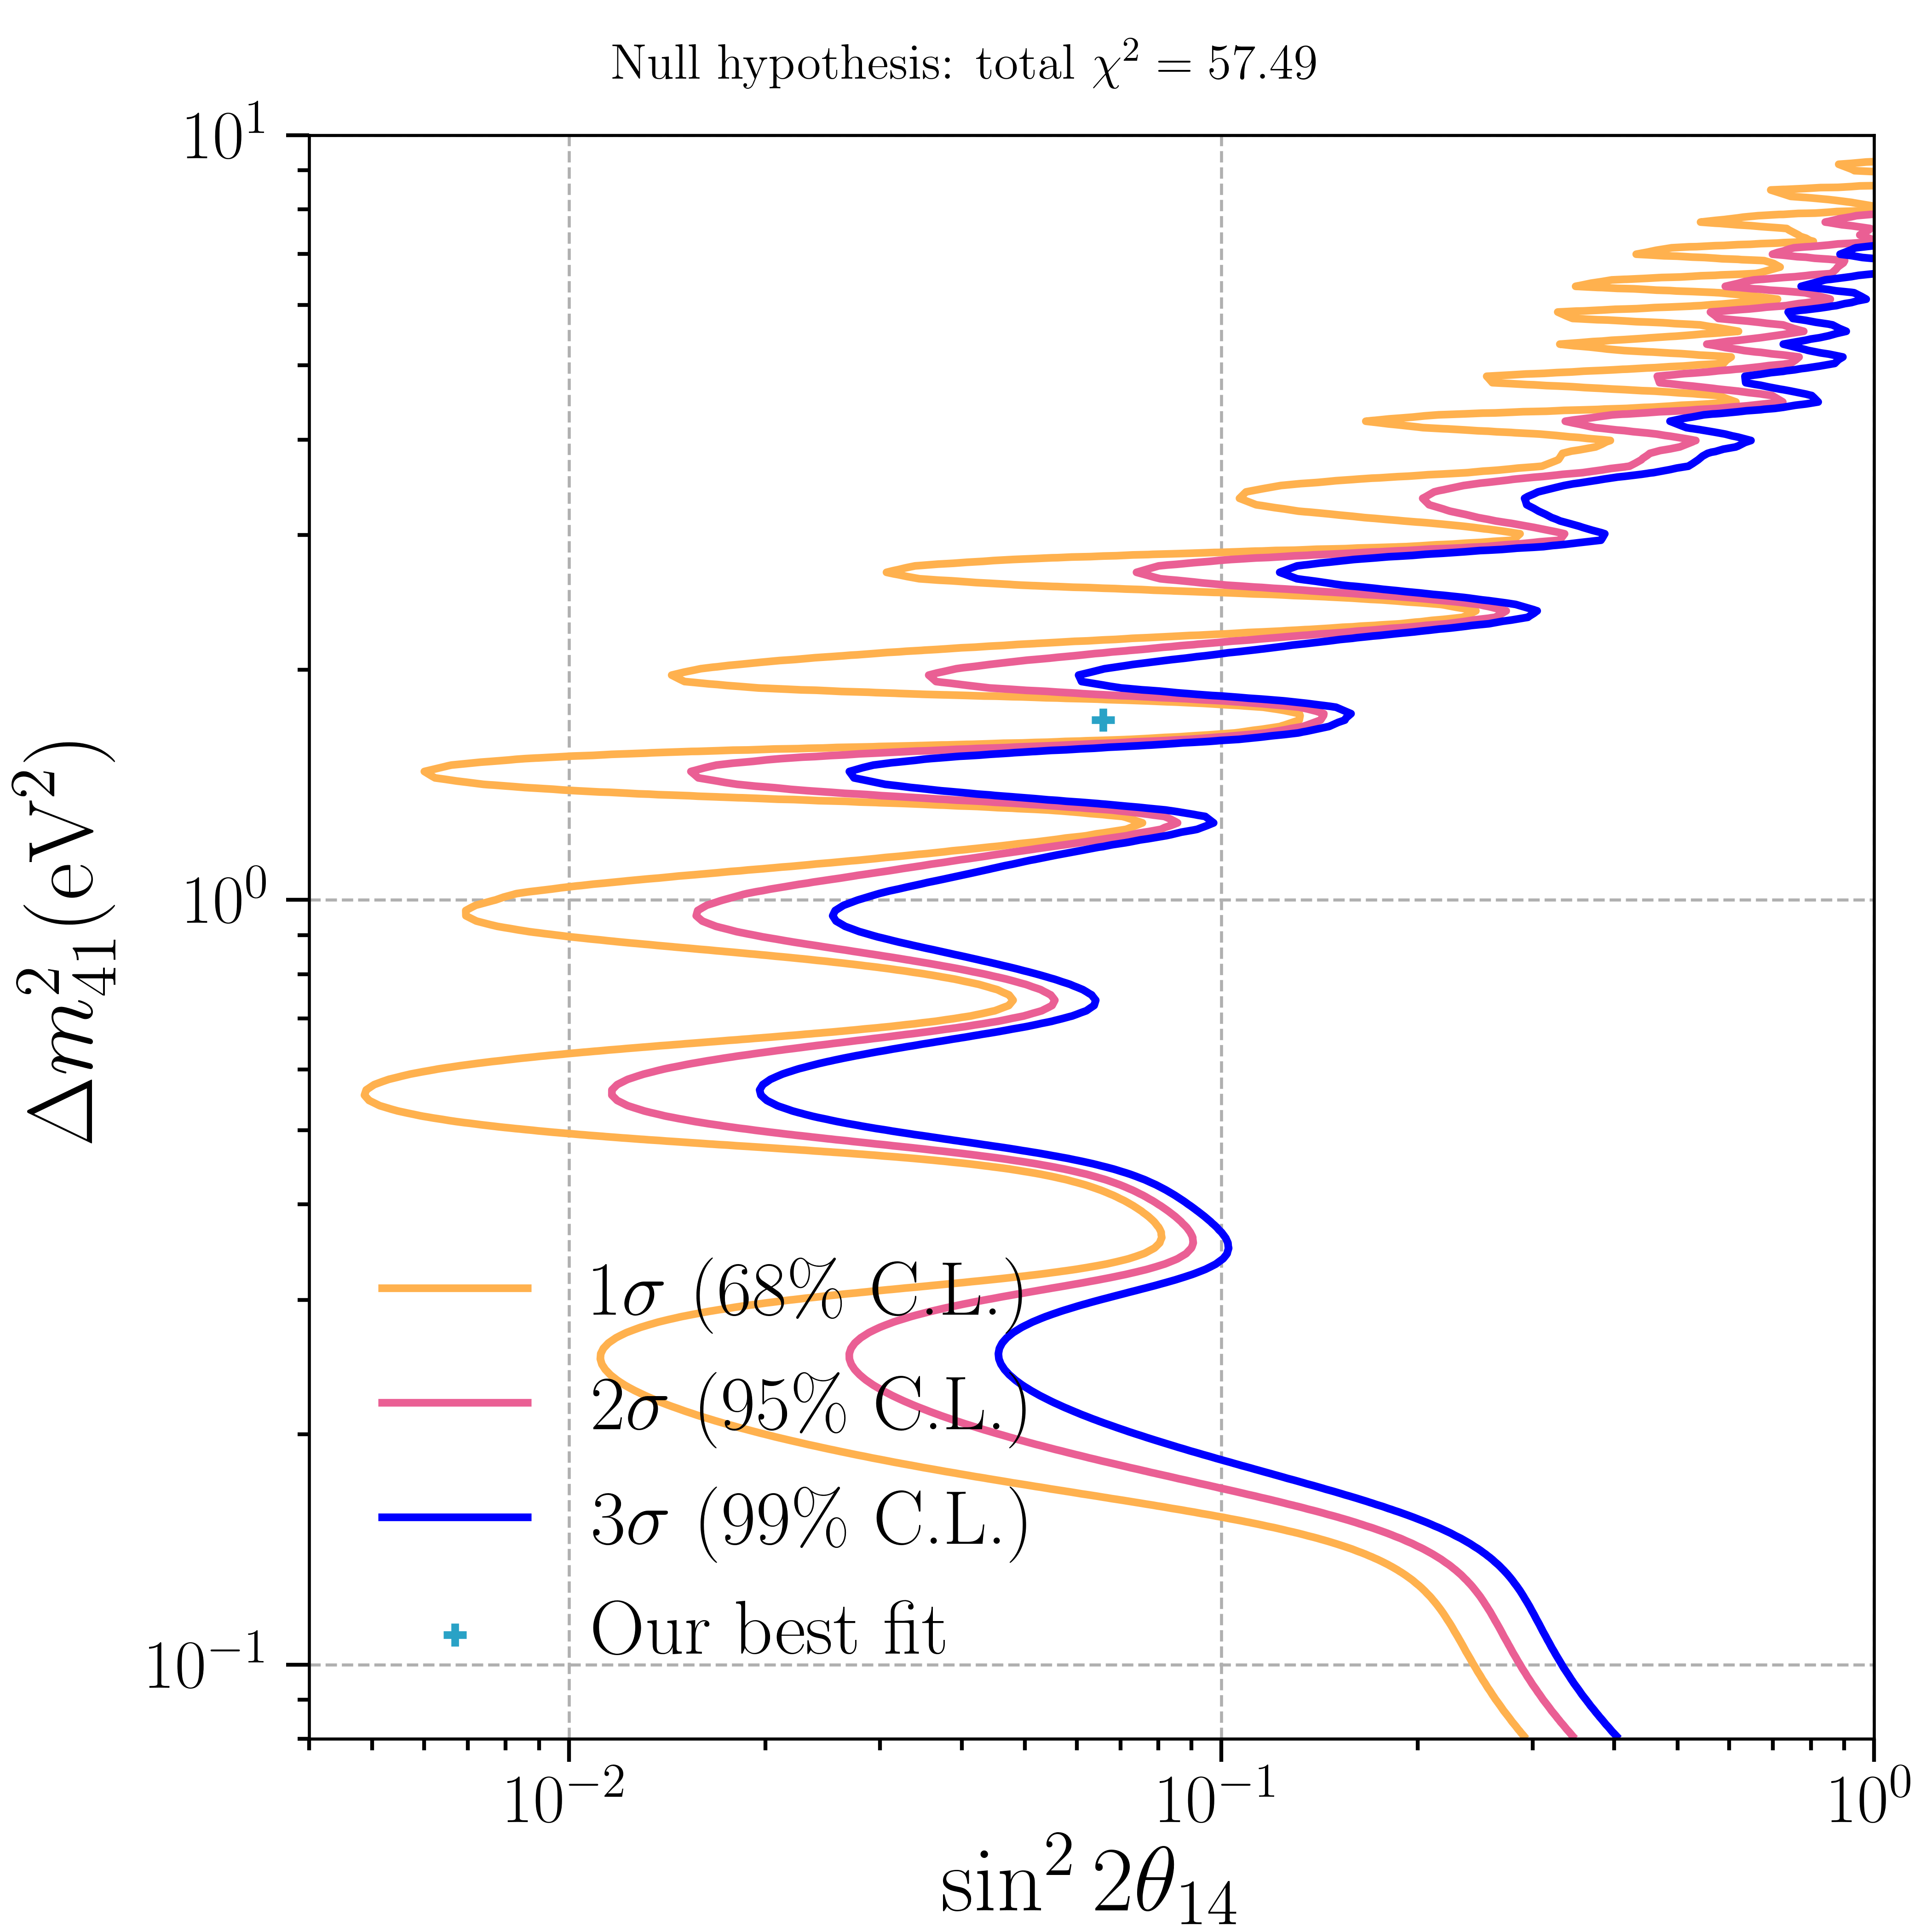 Null hypothesis: total χ² = 57.49
10¹
10⁰
10⁻¹
Δm²₄₁(eV²)
1σ (68% C.L.)
2σ (95% C.L.)
3σ (99% C.L.)
Our best fit
10⁻²
10⁻¹
10⁰
sin² 2θ₁₄